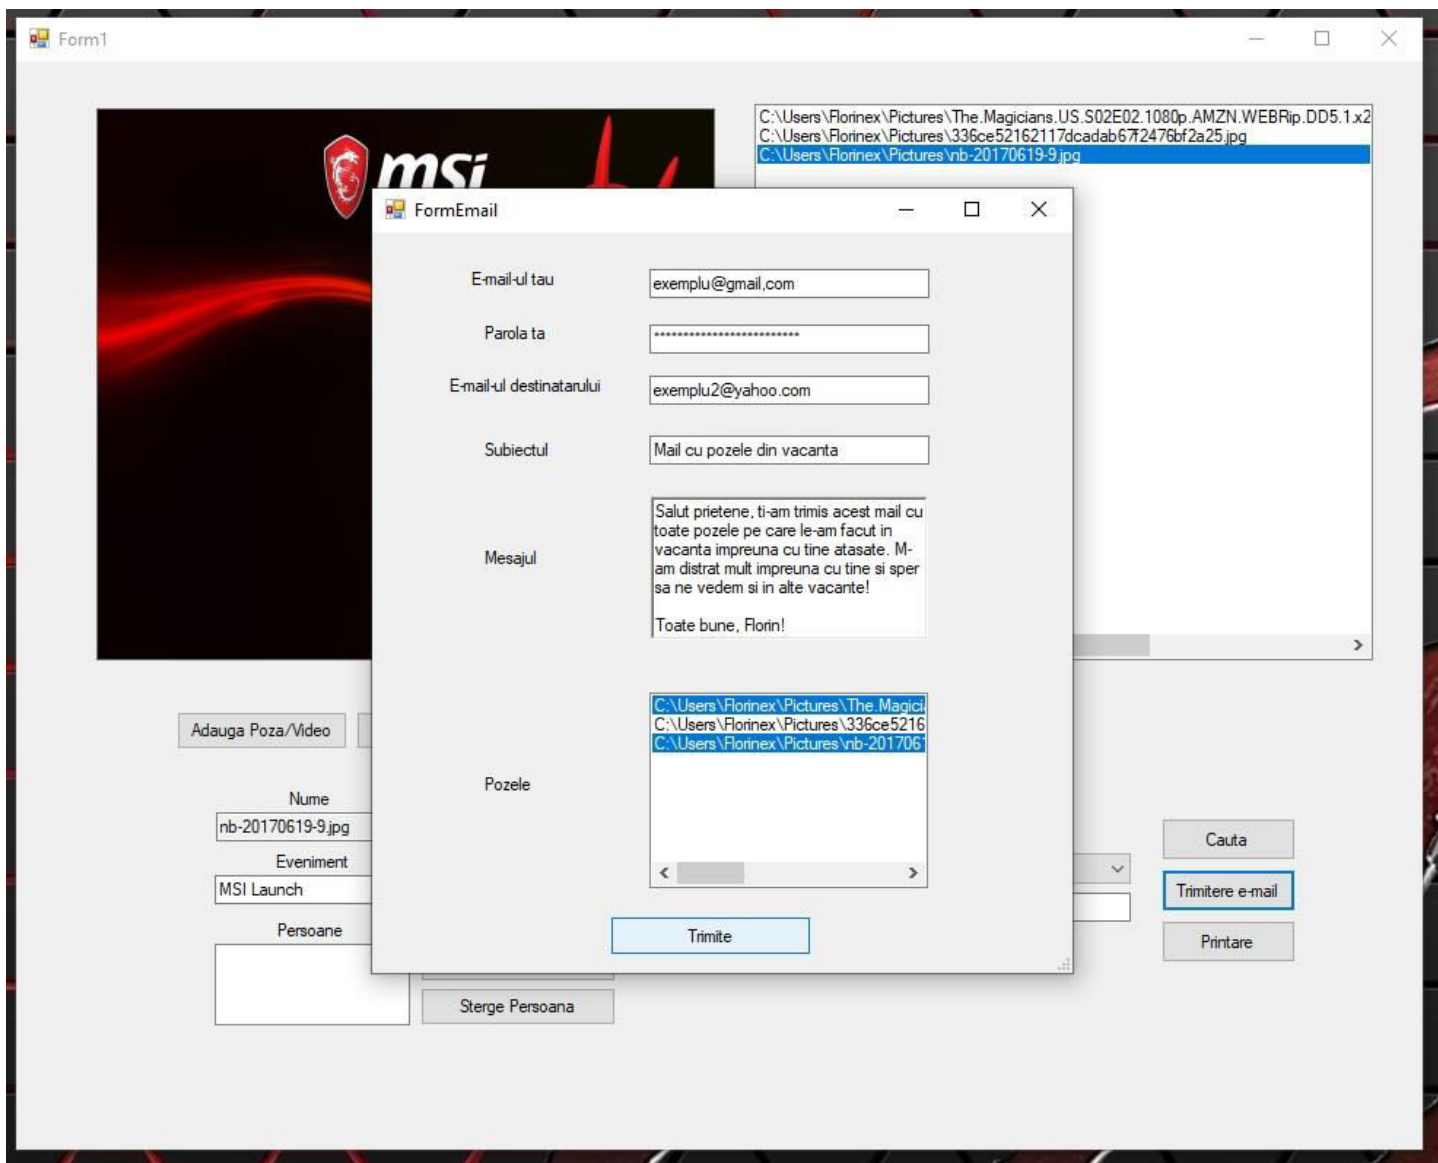 Form1
msi
C:\Users\Florinex\Pictures\The.Magicians.US.S02E02.1080p.AMZN.WEBRip.DD5.1.x2
C:\Users\Florinex\Pictures\336ce52162117dcadab67f2476bf2a25.jpg
C:\Users\Florinex\Pictures\nb-20170619-9.jpg
FormEmail
E-mail-ul tau
exemplu@gmail,com
Parola ta
**************************
E-mail-ul destinatarului
exemplu2@yahoo.com
Subiectul
Mail cu pozele din vacanta
Mesajul
Salut prietene, ti-am trimis acest mail cu
toate pozele pe care le-am facut in
vacanta impreuna cu tine atasate. M-
am distrat mult impreuna cu tine si sper
sa ne vedem si in alte vacante!
Toate bune, Florin!
Pozele
C:\Users\Florinex\Pictures\The.Magici
C:\Users\Florinex\Pictures\336ce5216
C:\Users\Florinex\Pictures\nb-201706
Trimite
Adauga Poza/Video
Nume
nb-20170619-9.jpg
Eveniment
MSI Launch
Persoane
Sterge Persoana
Cauta
Trimitere e-mail
Printare